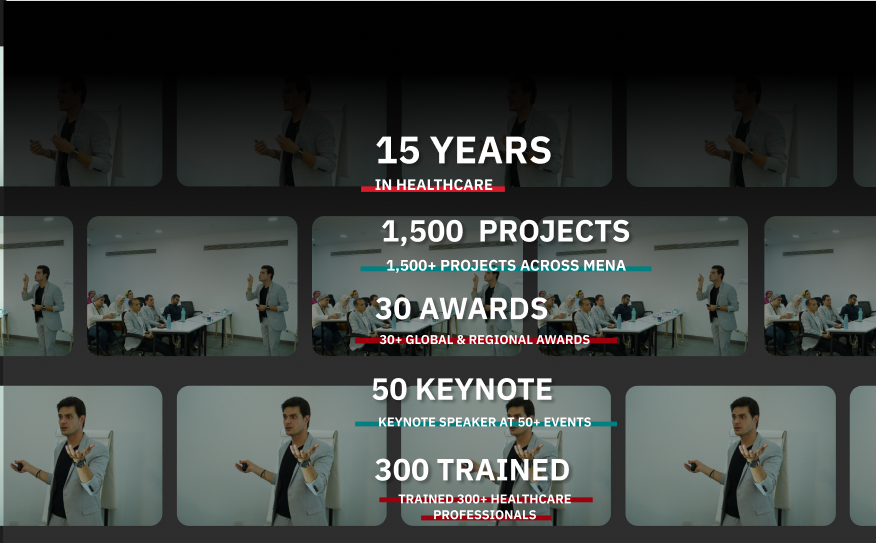 15 YEARS
IN HEALTHCARE
1,500 PROJECTS
1,500+ PROJECTS ACROSS MENA
30 AWARDS
30+ GLOBAL & REGIONAL AWARDS
50 KEYNOTE
KEYNOTE SPEAKER AT 50+ EVENTS
300 TRAINED
TRAINED 300+ HEALTHCARE
PROFESSIONALS